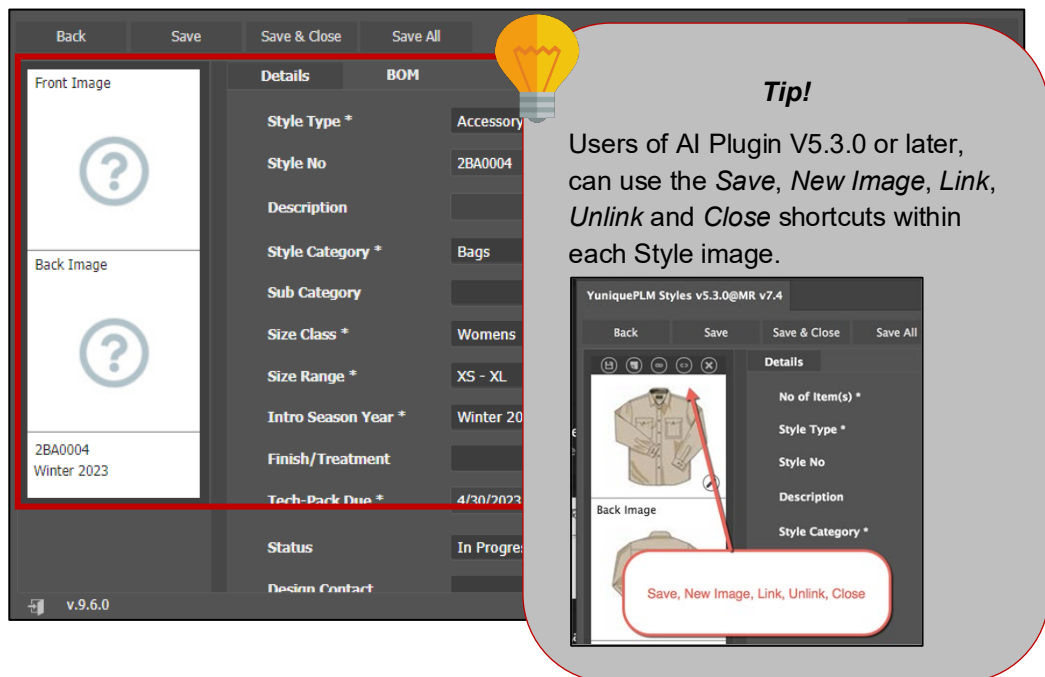 Back Save Save & Close Save All
Front Image
Details BOM
Style Type * Accessory
Style No 2BA0004
Description
Style Category * Bags
Back Image
Sub Category
Size Class * Womens
Size Range * XS - XL
Intro Season Year * Winter 20
2BA0004
Winter 2023
Finish/Treatment
Tech-Pack Due * 4/30/2023
Status In Progre
Design Contact
v.9.6.0
Tip!
Users of AI Plugin V5.3.0 or later,
can use the Save, New Image, Link,
Unlink and Close shortcuts within
each Style image.
YuniquePLM Styles v5.3.0@MR v7.4
Back Save Save & Close Save All
Details
No of Item(s) *
Style Type *
Style No
Description
Back Image
Style Category *
Save, New Image, Link, Unlink, Close